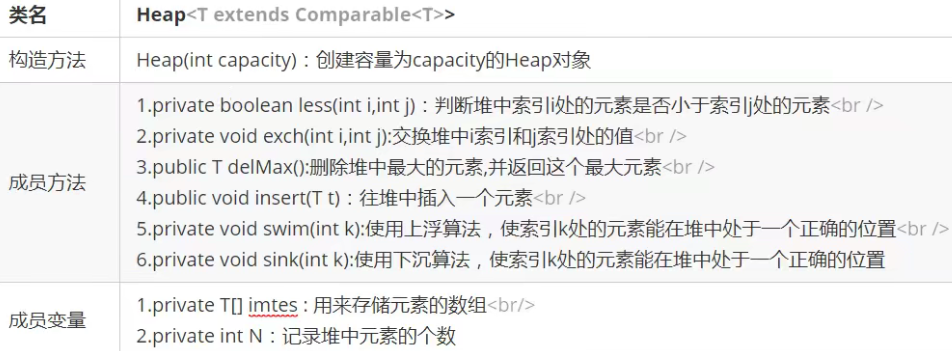 类名 Heap<T extends Comparable<T>>
构造方法 Heap(int capacity)：创建容量为capacity的Heap对象
1.private boolean less(int i,int j)：判断堆中索引i处的元素是否小于索引j处的元素<br />
2.private void exch(int i,int j):交换堆中i索引和j索引处的值<br />
3.public T delMax():删除堆中最大的元素,并返回这个最大元素<br />
成员方法 4.public void insert(T t)：往堆中插入一个元素<br />
5.private void swim(int k):使用上浮算法，使索引k处的元素能在堆中处于一个正确的位置<br />
6.private void sink(int k):使用下沉算法，使索引k处的元素能在堆中处于一个正确的位置
成员变量 1.private T[] imtes : 用来存储元素的数组<br/>
2.private int N：记录堆中元素的个数